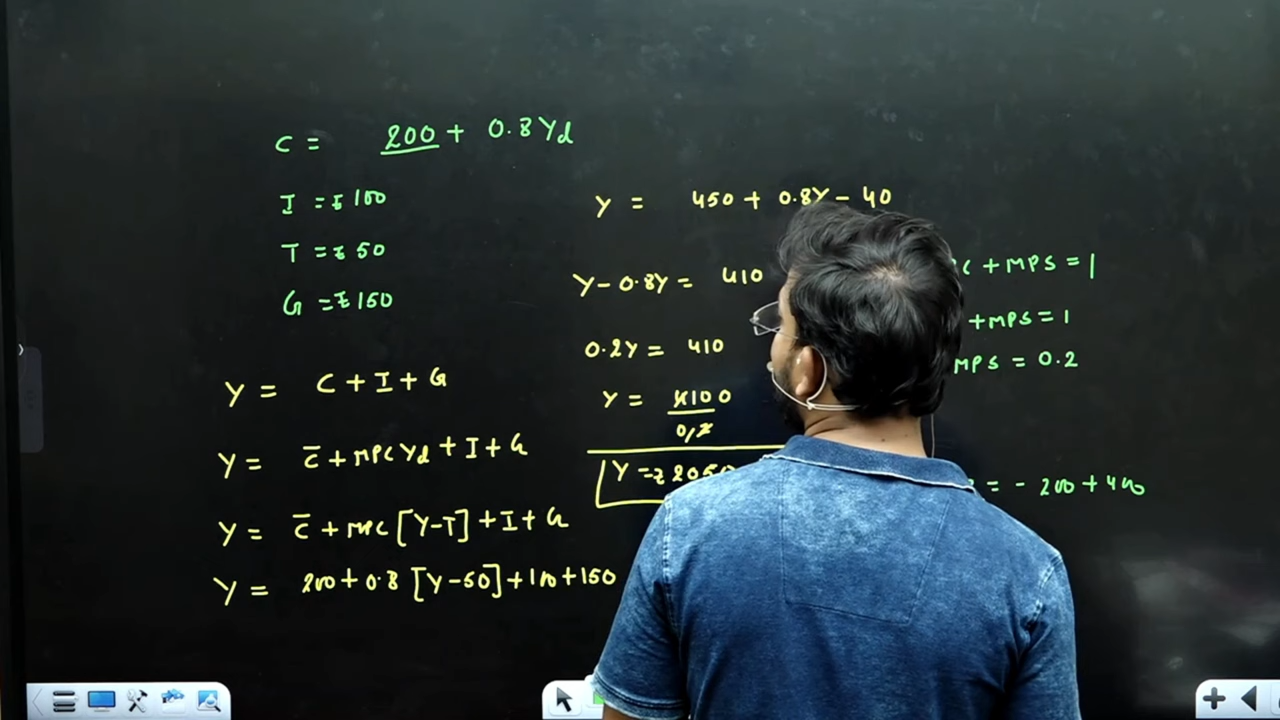 C = 200 + 0.8Yd
I = ₹ 100
T = ₹ 50
G = ₹ 150
Y = C + I + G
Y = C̄ + MPC Yd + I + G
Y = C̄ + MPC [Y-T] + I + G
Y = 200 + 0.8 [Y-50] + 100 + 150
Y = 450 + 0.8Y - 40
Y - 0.8Y = 410
0.2Y = 410
Y = 4100
0.2
Y = ₹ 2050
+ MPS = 1
+ MPS = 1
MPS = 0.2
= - 200 + 400